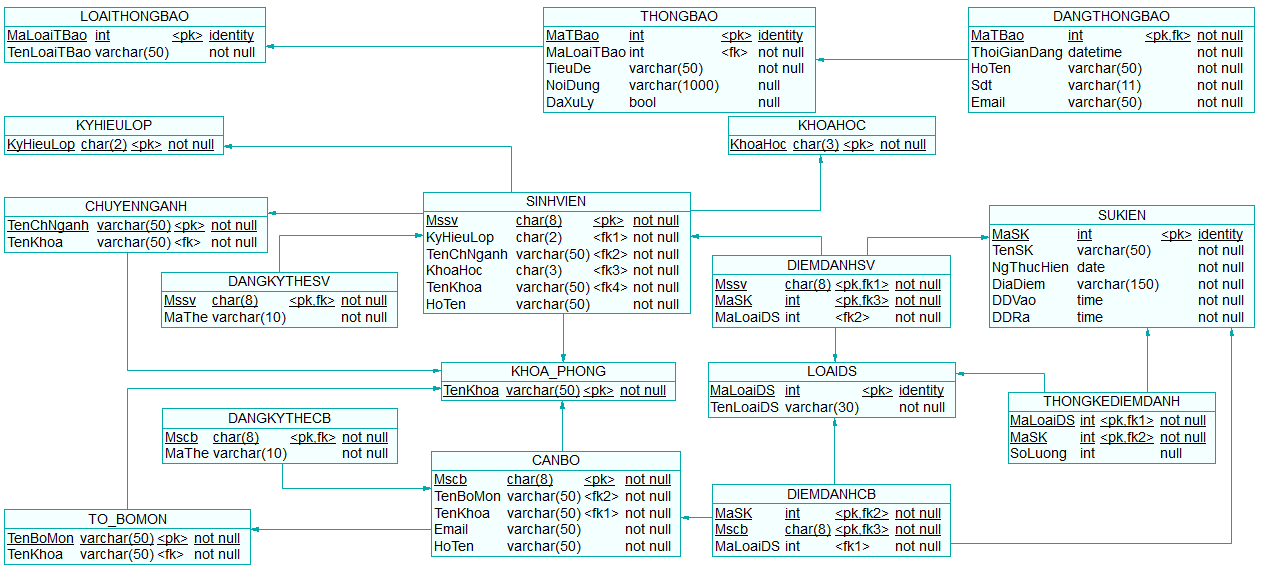 LOAITHONGBAO
MaLoaiTBao int <pk> identity
TenLoaiTBao varchar(50) not null
THONGBAO
MaTBao int <pk> identity
MaLoaiTBao int <fk> not null
TieuDe varchar(50) not null
NoiDung varchar(1000) null
DaXuLy bool null
DANGTHONGBAO
MaTBao int <pk,fk> not null
ThoiGianDang datetime not null
HoTen varchar(50) not null
Sdt varchar(11) not null
Email varchar(50) not null
KYHIEULOP
KyHieuLop char(2) <pk> not null
KHOAHOC
KhoaHoc char(3) <pk> not null
CHUYENNGANH
TenChNganh varchar(50) <pk> not null
TenKhoa varchar(50) <fk> not null
SINHVIEN
Mssv char(8) <pk> not null
KyHieuLop char(2) <fk1> not null
TenChNganh varchar(50) <fk2> not null
KhoaHoc char(3) <fk3> not null
TenKhoa varchar(50) <fk4> not null
HoTen varchar(50) not null
SUKIEN
MaSK int <pk> identity
TenSK varchar(50) not null
NgThucHien date not null
DiaDiem varchar(150) not null
DDVao time not null
DDRa time not null
DANGKYTHESV
Mssv char(8) <pk,fk> not null
MaThe varchar(10) not null
DIEMDANHSV
Mssv char(8) <pk,fk1> not null
MaSK int <pk,fk3> not null
MaLoaiDS int <fk2> not null
KHOA_PHONG
TenKhoa varchar(50) <pk> not null
LOAIDS
MaLoaiDS int <pk> identity
TenLoaiDS varchar(30) not null
THONGKEDIEMDANH
MaLoaiDS int <pk,fk1> not null
MaSK int <pk,fk2> not null
SoLuong int null
DANGKYTHECB
Mscb char(8) <pk,fk> not null
MaThe varchar(10) not null
CANBO
Mscb char(8) <pk> not null
TenBoMon varchar(50) <fk2> not null
TenKhoa varchar(50) <fk1> not null
Email varchar(50) not null
HoTen varchar(50) not null
DIEMDANHCB
MaSK int <pk,fk2> not null
Mscb char(8) <pk,fk3> not null
MaLoaiDS int <fk1> not null
TO_BOMON
TenBoMon varchar(50) <pk> not null
TenKhoa varchar(50) <fk> not null